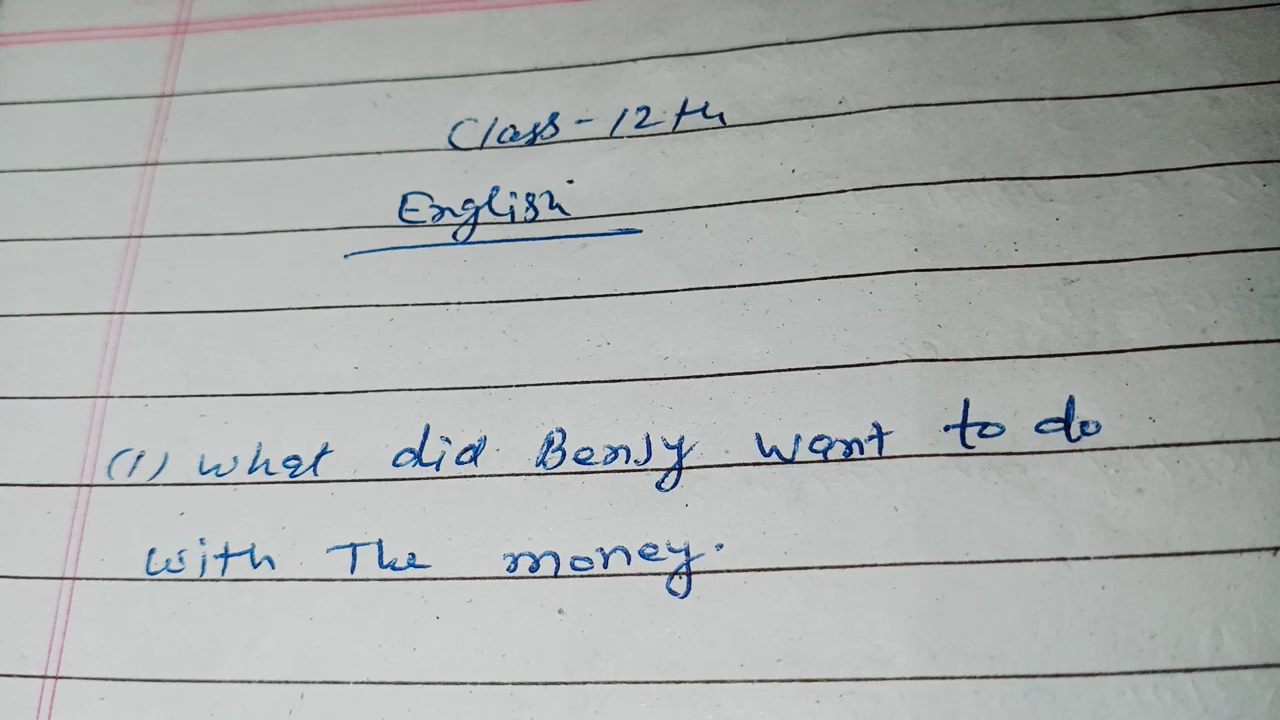 Class - 12th
English
(1) What did Benjy want to do
with The money.